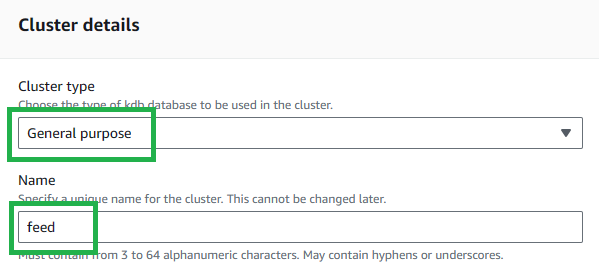 Cluster details
Cluster type
Choose the type of kdb database to be used in the cluster.
General purpose
Name
Specify a unique name for the cluster. This cannot be changed later.
feed
Must contain from 3 to 64 alphanumeric characters. May contain hyphens or underscores.